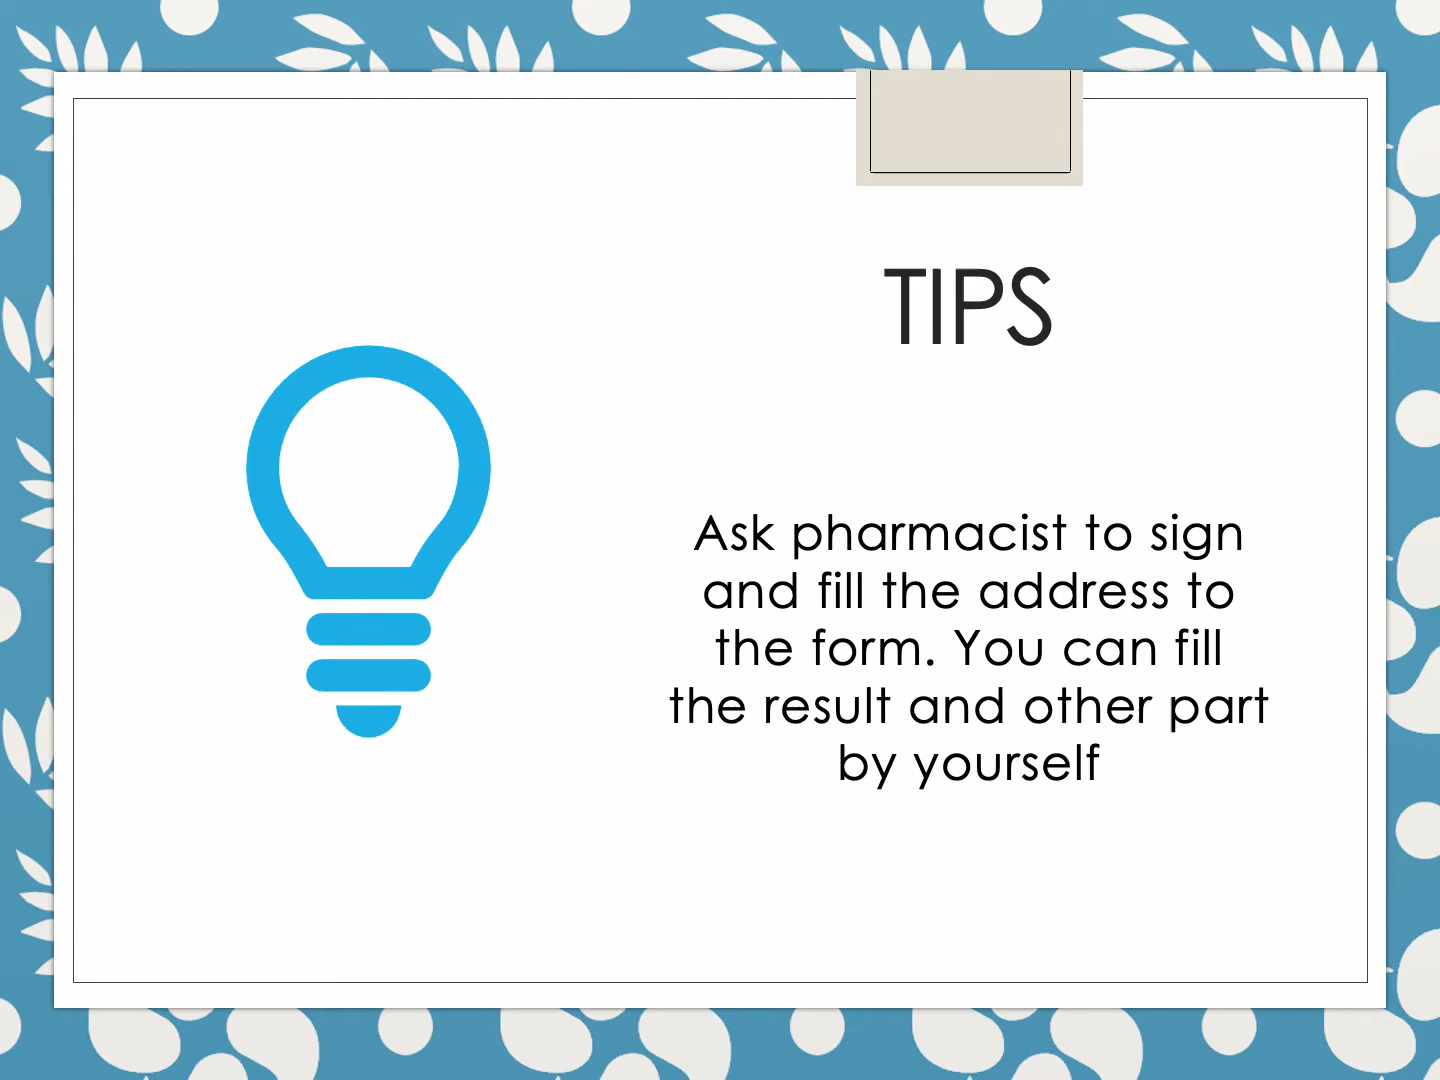 TIPS
Ask pharmacist to sign
and fill the address to
the form. You can fill
the result and other part
by yourself